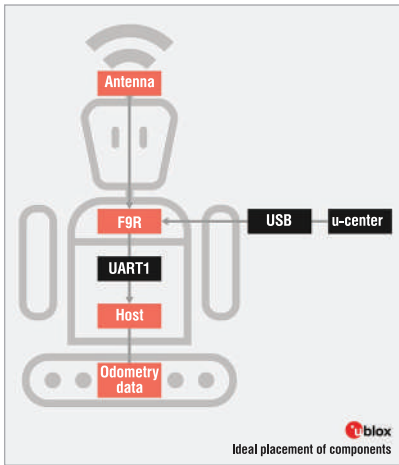 Antenna
F9R
USB
u-center
UART1
Host
Odometry
data
ublox
Ideal placement of components